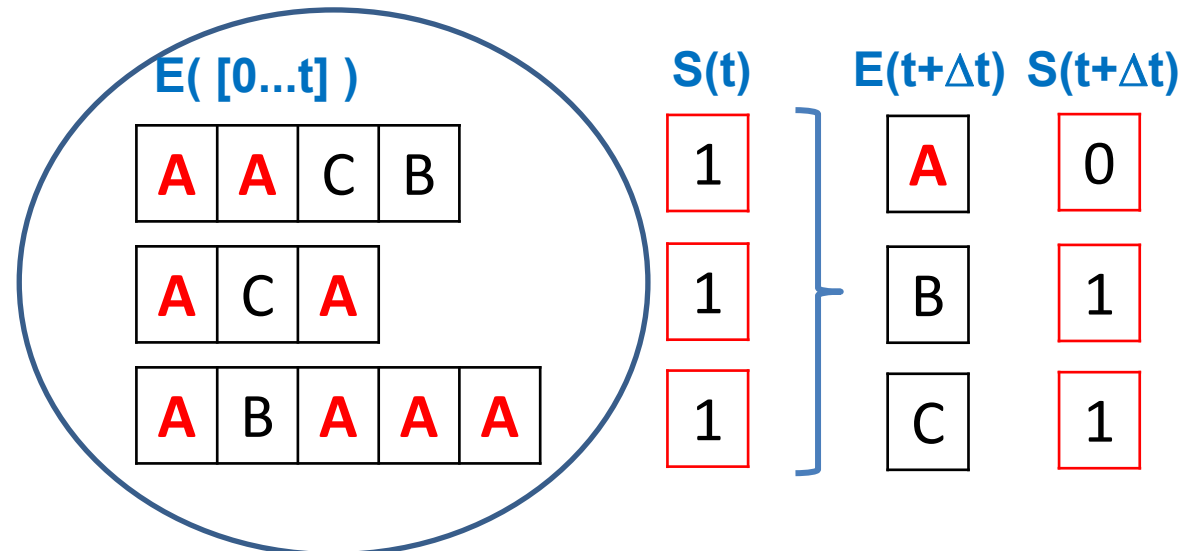 E( [0...t] ) S(t) E(t+Δt) S(t+Δt)
A A C B 1 A 0
A C A 1 B 1
A B A A A 1 C 1